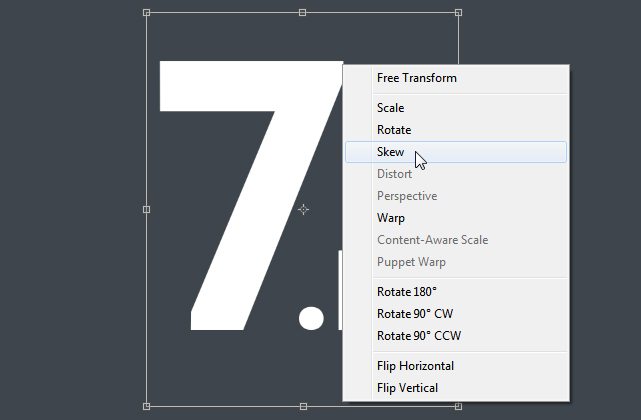 7.
Free Transform
Scale
Rotate
Skew
Distort
Perspective
Warp
Content-Aware Scale
Puppet Warp
Rotate 180°
Rotate 90° CW
Rotate 90° CCW
Flip Horizontal
Flip Vertical